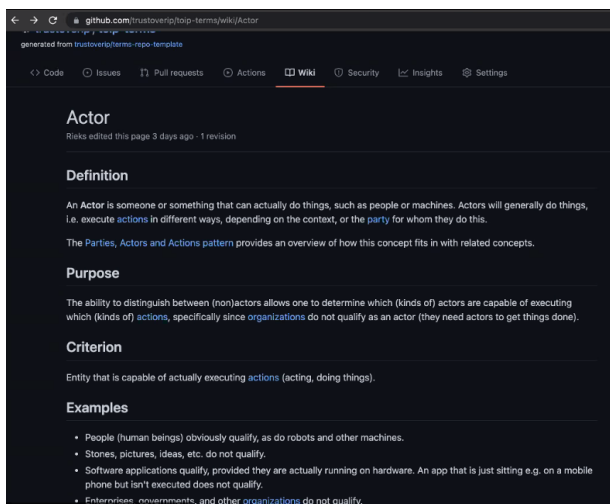 github.com/trustoverip/toip-terms/wiki/Actor
trustoverip / toip-terms
generated from trustoverip/terms-repo-template
Code Issues Pull requests Actions Wiki Security Insights Settings
Actor
Rieks edited this page 3 days ago · 1 revision
Definition
An Actor is someone or something that can actually do things, such as people or machines. Actors will generally do things,
i.e. execute actions in different ways, depending on the context, or the party for whom they do this.
The Parties, Actors and Actions pattern provides an overview of how this concept fits in with related concepts.
Purpose
The ability to distinguish between (non)actors allows one to determine which (kinds of) actors are capable of executing
which (kinds of) actions, specifically since organizations do not qualify as an actor (they need actors to get things done).
Criterion
Entity that is capable of actually executing actions (acting, doing things).
Examples
• People (human beings) obviously qualify, as do robots and other machines.
• Stones, pictures, ideas, etc. do not qualify.
• Software applications qualify, provided they are actually running on hardware. An app that is just sitting e.g. on a mobile
phone but isn't executed does not qualify.
• Enterprises, governments, and other organizations do not qualify.